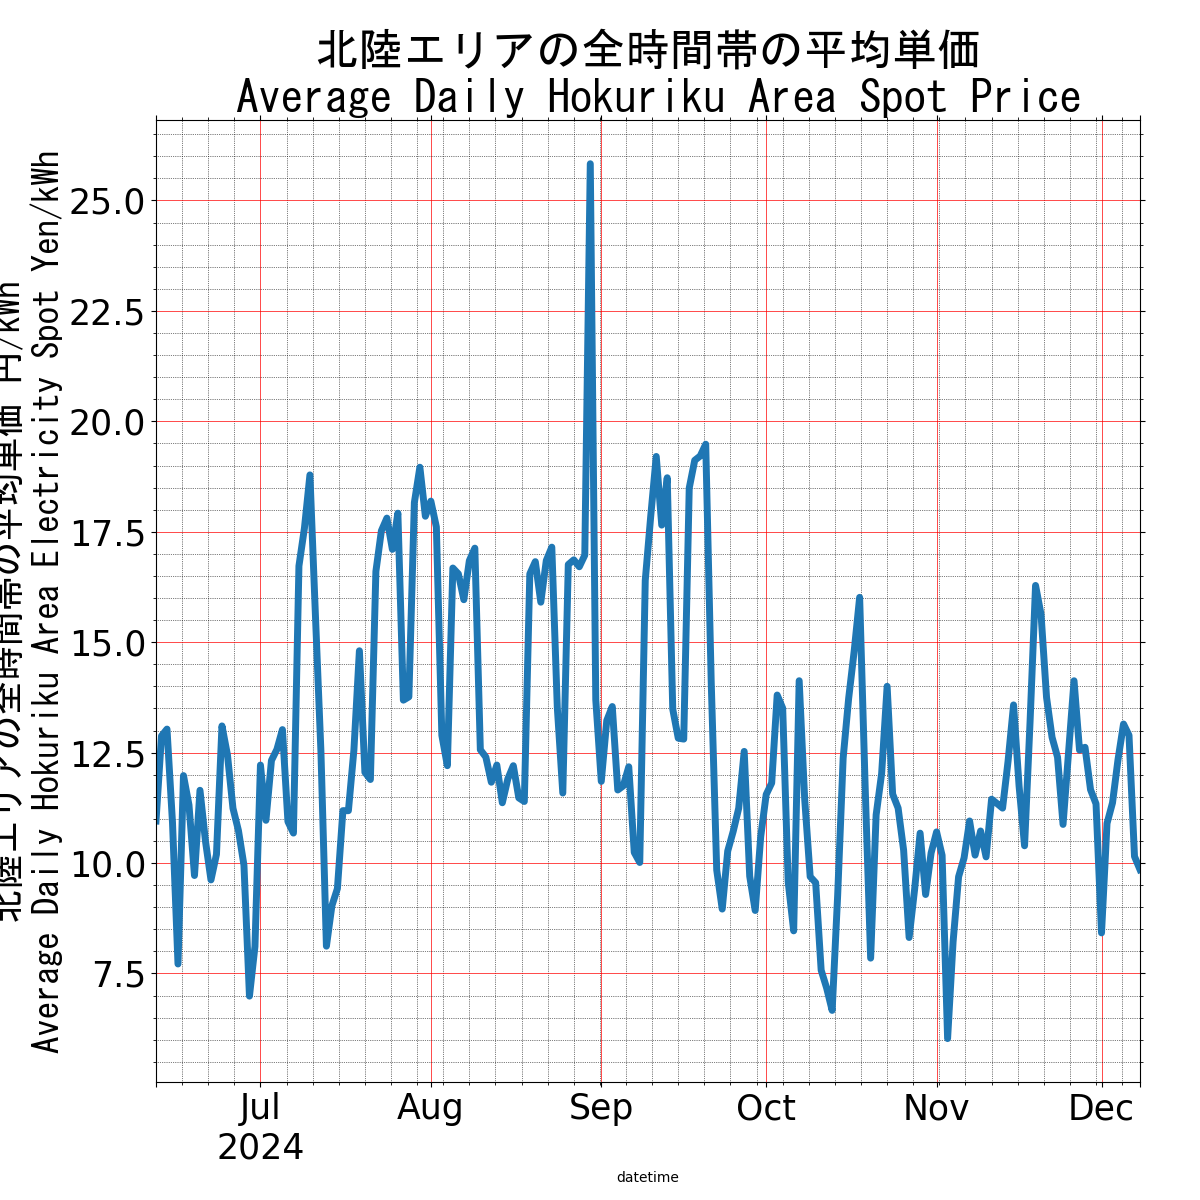 北陸エリアの全時間帯の平均単価
Average Daily Hokuriku Area Spot Price
北陸エリアの全時間帯の平均単価 円/kWh
Average Daily Hokuriku Area Electricity Spot Yen/kWh
25.0
22.5
20.0
17.5
15.0
12.5
10.0
7.5
Jul
2024
Aug
Sep
Oct
Nov
Dec
datetime